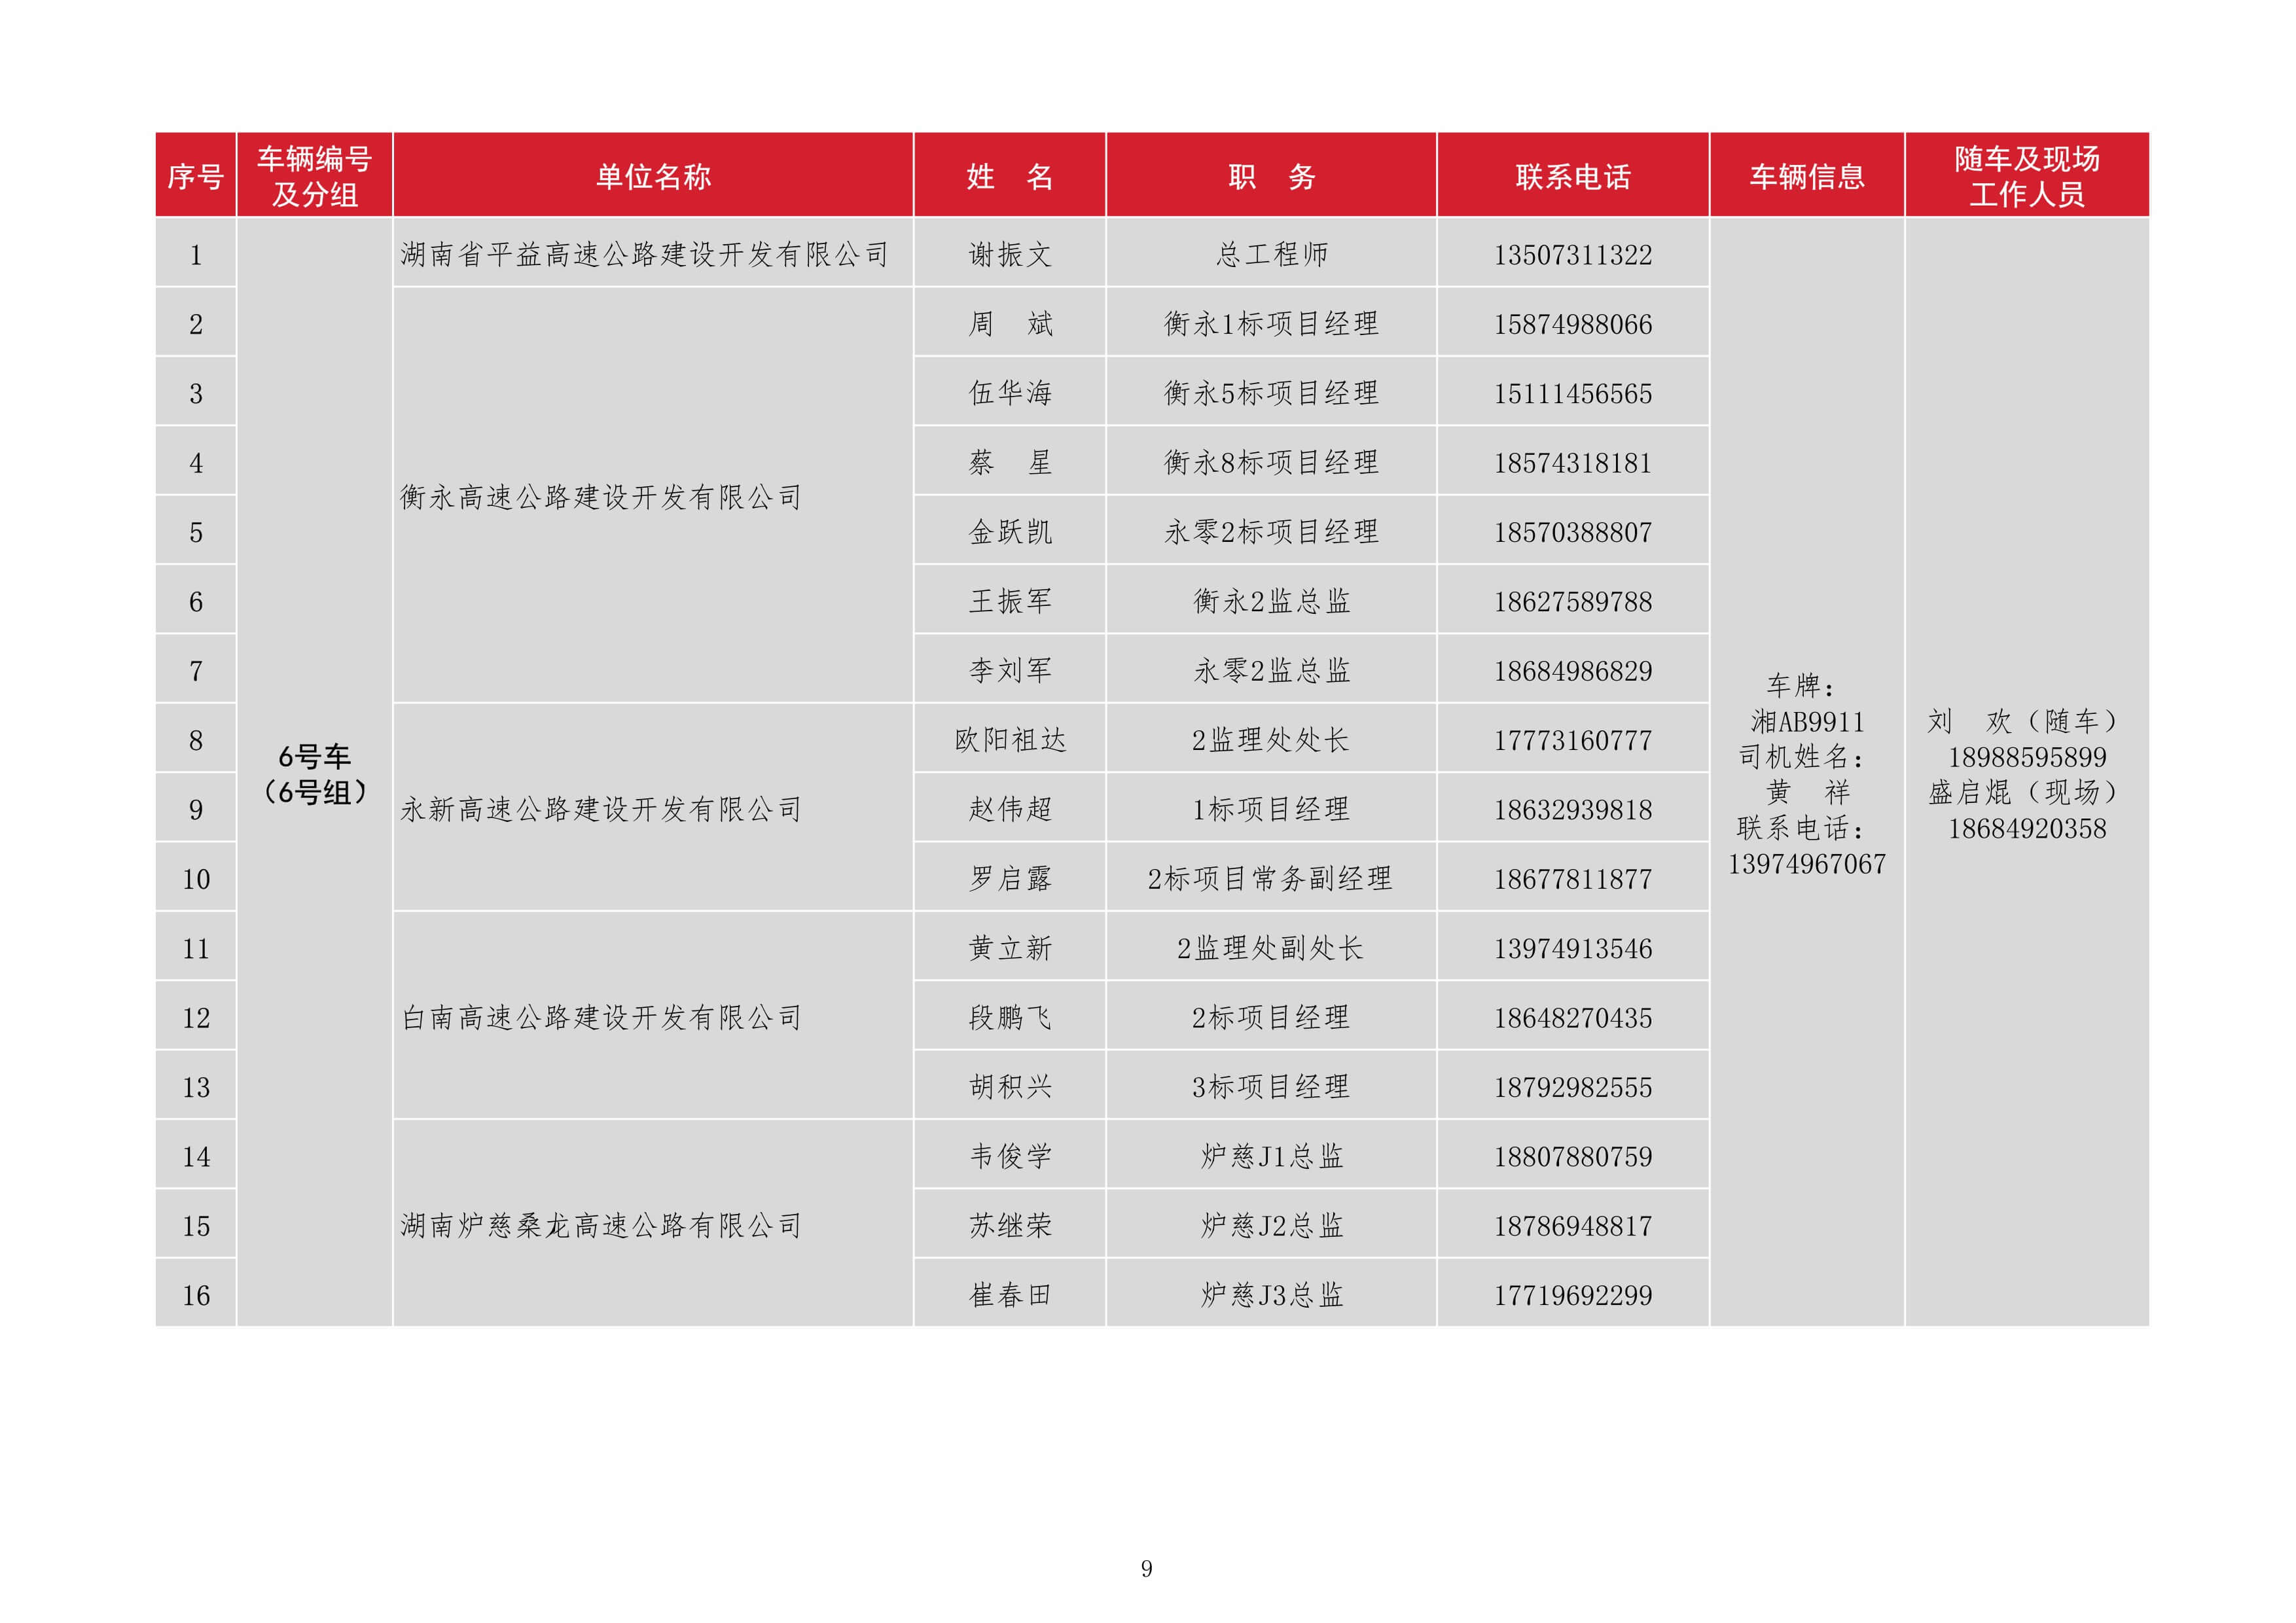 序号 车辆编号及分组 单位名称 姓 名 职 务 联系电话 车辆信息 随车及现场工作人员
1 湖南省平益高速公路建设开发有限公司 谢振文 总工程师 13507311322
2 周 斌 衡永1标项目经理 15874988066
3 伍华海 衡永5标项目经理 15111456565
4 蔡 星 衡永8标项目经理 18574318181
衡永高速公路建设开发有限公司
5 金跃凯 永零2标项目经理 18570388807
6 王振军 衡永2监总监 18627589788
7 李刘军 永零2监总监 18684986829
8 欧阳祖达 2监理处处长 17773160777
6号车
（6号组）
9 永新高速公路建设开发有限公司 赵伟超 1标项目经理 18632939818
10 罗启露 2标项目常务副经理 18677811877
车牌：
湘AB9911
司机姓名：
黄 祥
联系电话：
13974967067
刘 欢（随车）
18988595899
盛启焜（现场）
18684920358
11 黄立新 2监理处副处长 13974913546
12 白南高速公路建设开发有限公司 段鹏飞 2标项目经理 18648270435
13 胡积兴 3标项目经理 18792982555
14 韦俊学 炉慈J1总监 18807880759
15 湖南炉慈桑龙高速公路有限公司 苏继荣 炉慈J2总监 18786948817
16 崔春田 炉慈J3总监 17719692299
9